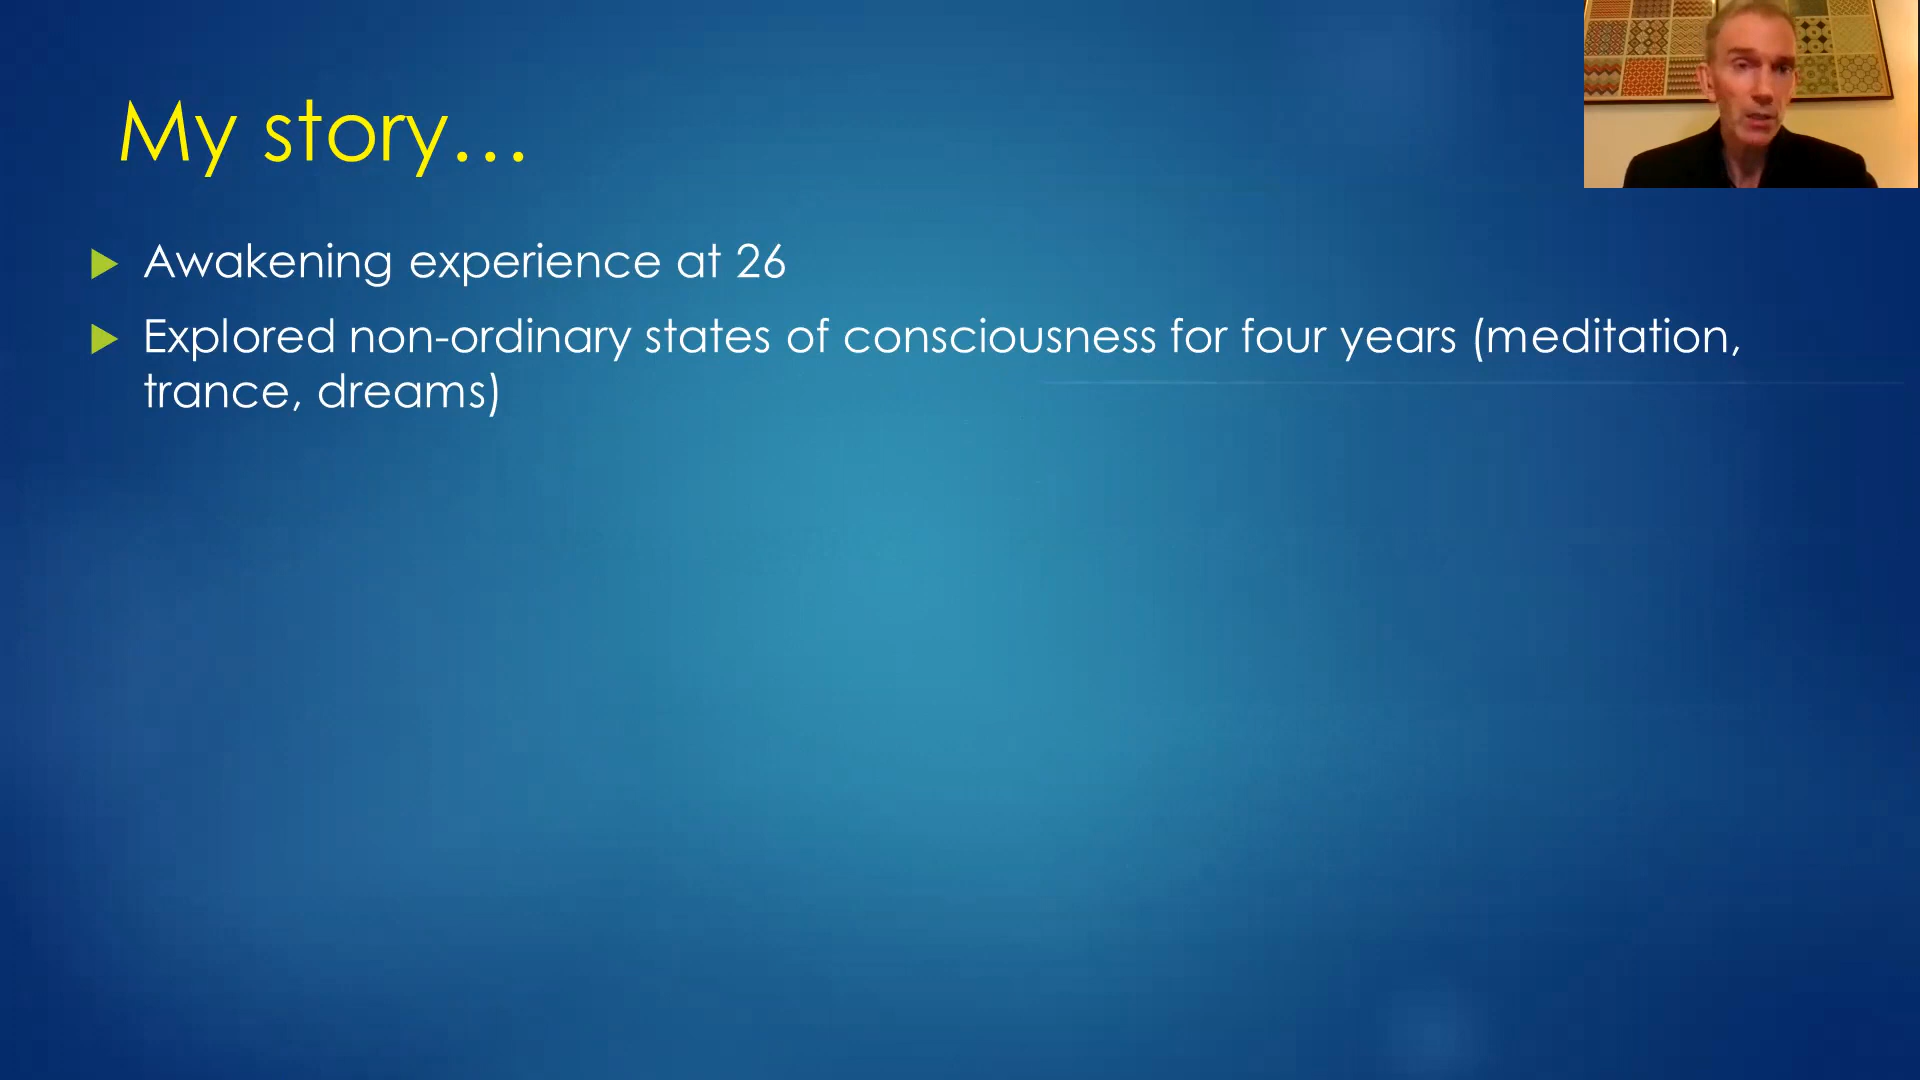 My story...
Awakening experience at 26
Explored non-ordinary states of consciousness for four years (meditation,
trance, dreams)